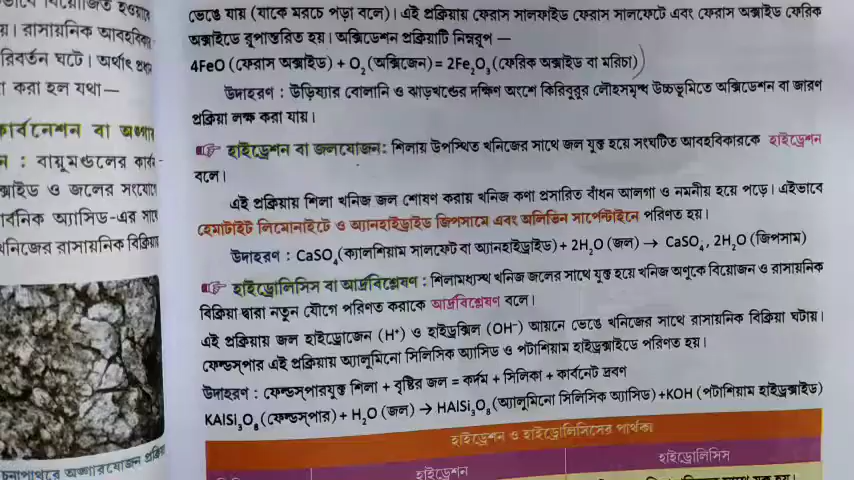 য়। রাসায়নিক আবহবিকার
রিবর্তন ঘটে। অর্থাৎ প্রথম
া করা হল যথা—
কার্বনেশন বা অঙ্গার
ন : বায়ুমণ্ডলের কার্বন-
ক্সাইড ও জলের সংযোগে
ার্বনিক অ্যাসিড-এর সাথে
খনিজের রাসায়নিক বিক্রিয়া
ভেঙে যায় (যাকে মরচে পড়া বলে)। এই প্রক্রিয়ায় ফেরাস সালফাইড ফেরাস সালফেটে এবং ফেরাস অক্সাইড ফেরিক
অক্সাইডে রূপান্তরিত হয়। অক্সিডেশন প্রক্রিয়াটি নিম্নরূপ —
4FeO (ফেরাস অক্সাইড) + O₂(অক্সিজেন) = 2Fe₂O₃(ফেরিক অক্সাইড বা মরিচা)
উদাহরণ : উড়িষ্যার বোলানি ও ঝাড়খণ্ডের দক্ষিণ অংশে কিরিবুরুর লৌহসমৃদ্ধ উচ্চভূমিতে অক্সিডেশন বা জারণ
প্রক্রিয়া লক্ষ করা যায়।
☞ হাইড্রেশন বা জলযোজন: শিলায় উপস্থিত খনিজের সাথে জল যুক্ত হয়ে সংঘটিত আবহবিকারকে হাইড্রেশন
বলে।
এই প্রক্রিয়ায় শিলা খনিজ জল শোষণ করায় খনিজ কণা প্রসারিত বাঁধন আলগা ও নমনীয় হয়ে পড়ে। এইভাবে
হেমাটাইট লিমোনাইটে ও অ্যানহাইড্রাইড জিপসামে এবং অলিভিন সার্পেন্টাইনে পরিণত হয়।
উদাহরণ : CaSO₄(ক্যালশিয়াম সালফেট বা অ্যানহাইড্রাইড) + 2H₂O (জল) → CaSO₄, 2H₂O (জিপসাম)
☞ হাইড্রোলিসিস বা আর্দ্রবিশ্লেষণ : শিলামধ্যস্থ খনিজ জলের সাথে যুক্ত হয়ে খনিজ অণুকে বিয়োজন ও রাসায়নিক
বিক্রিয়া দ্বারা নতুন যৌগে পরিণত করাকে আর্দ্রবিশ্লেষণ বলে।
এই প্রক্রিয়ায় জল হাইড্রোজেন (H⁺) ও হাইড্রক্সিল (OH⁻) আয়নে ভেঙে খনিজের সাথে রাসায়নিক বিক্রিয়া ঘটায়।
ফেল্ডস্পার এই প্রক্রিয়ায় অ্যালুমিনো সিলিসিক অ্যাসিড ও পটাশিয়াম হাইড্রক্সাইডে পরিণত হয়।
উদাহরণ : ফেল্ডস্পারযুক্ত শিলা + বৃষ্টির জল = কর্দম + সিলিকা + কার্বনেট দ্রবণ
KAlSi₃O₈(ফেল্ডস্পার) + H₂O (জল) → HAlSi₃O₈(অ্যালুমিনো সিলিসিক অ্যাসিড) +KOH (পটাশিয়াম হাইড্রক্সাইড)
হাইড্রেশন ও হাইড্রোলিসিসের পার্থক্য
হাইড্রেশন
হাইড্রোলিসিস